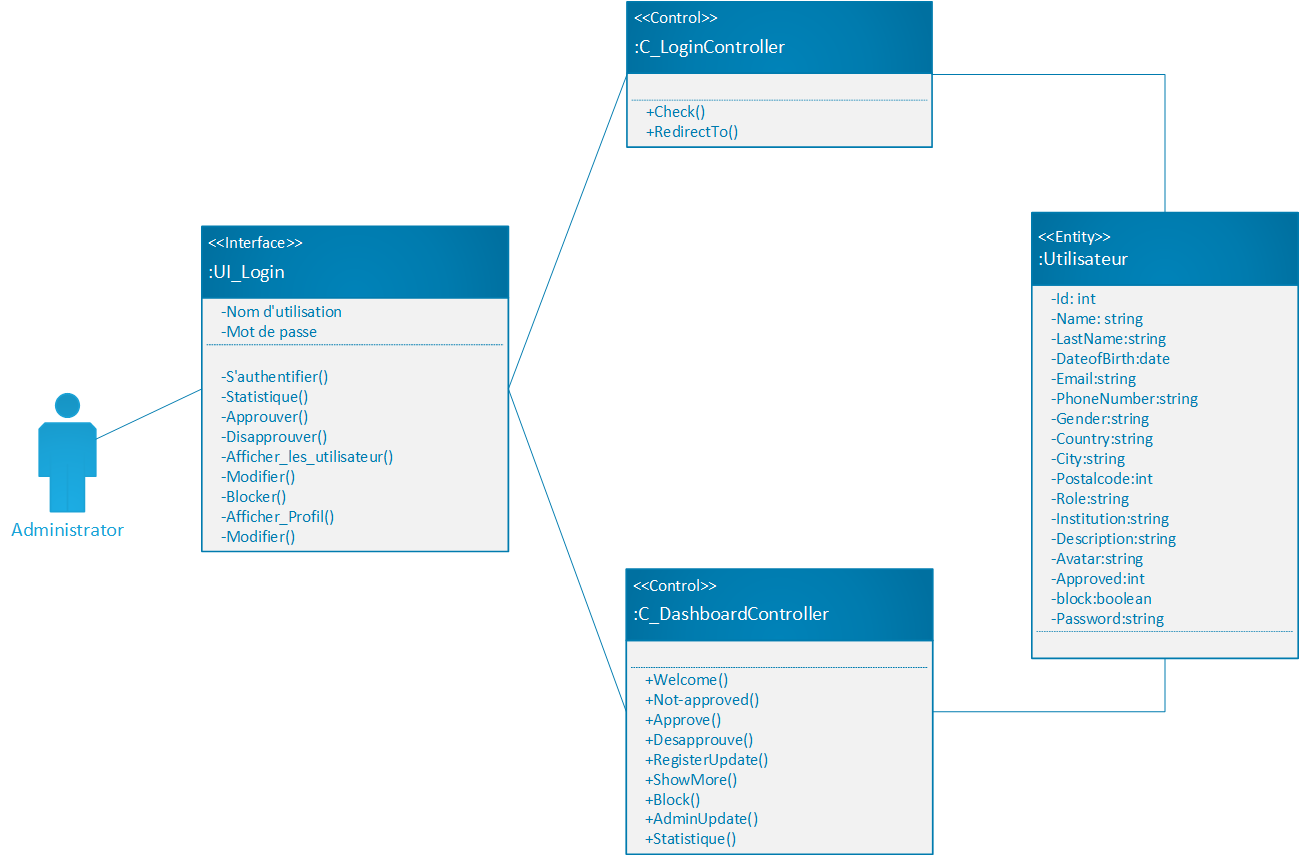 <<Control>>
:C_LoginController
+Check()
+RedirectTo()
<<Interface>>
:UI_Login
-Nom d'utilisation
-Mot de passe
-S'authentifier()
-Statistique()
-Approuver()
-Disapprouver()
-Afficher_les_utilisateur()
-Modifier()
-Blocker()
-Afficher_Profil()
-Modifier()
Administrator
<<Entity>>
:Utilisateur
-Id: int
-Name: string
-LastName:string
-DateofBirth:date
-Email:string
-PhoneNumber:string
-Gender:string
-Country:string
-City:string
-Postalcode:int
-Role:string
-Institution:string
-Description:string
-Avatar:string
-Approved:int
-block:boolean
-Password:string
<<Control>>
:C_DashboardController
+Welcome()
+Not-approved()
+Approve()
+Desapprouve()
+RegisterUpdate()
+ShowMore()
+Block()
+AdminUpdate()
+Statistique()